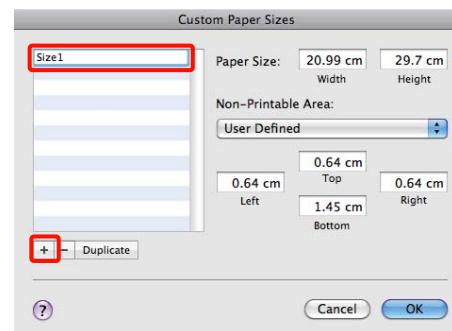 Custom Paper Sizes
Size1
Paper Size: 20.99 cm 29.7 cm
Width Height
Non-Printable Area:
User Defined
0.64 cm
Top
0.64 cm 0.64 cm
Left Right
1.45 cm
Bottom
+ - Duplicate
? Cancel OK